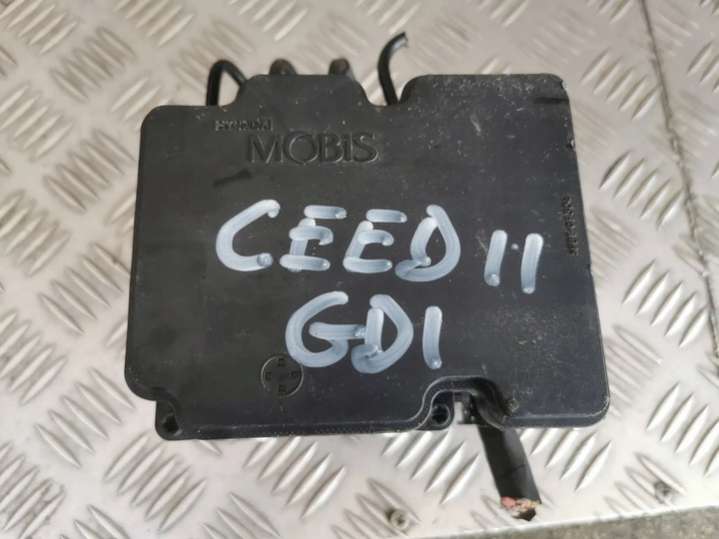 HYUNDAI
MOBIS
CEED II
GDI